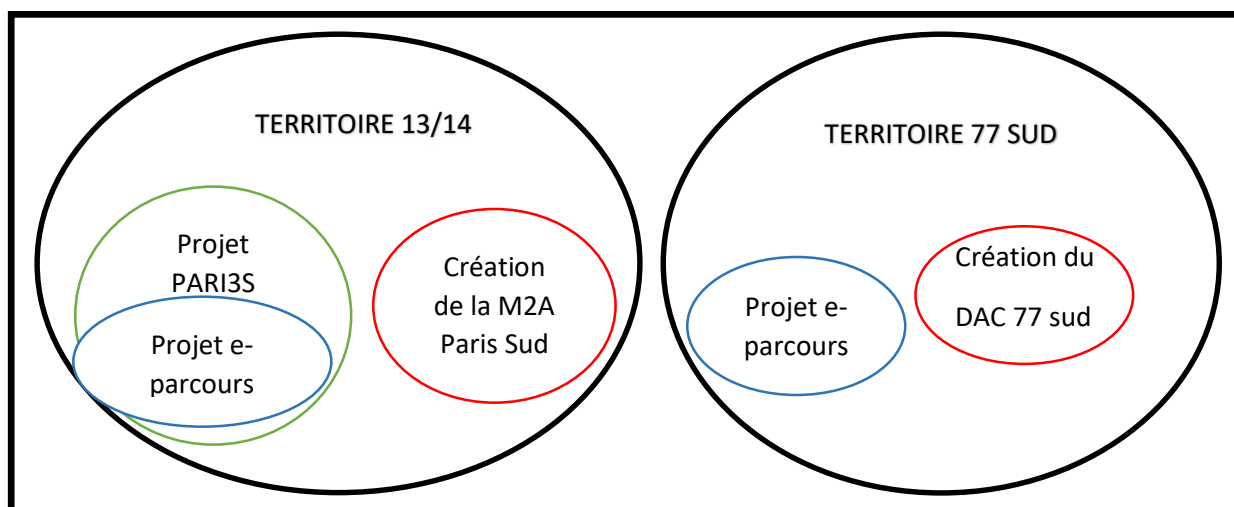 TERRITOIRE 13/14
Projet
PARI3S
Projet e-
parcours
Création
de la M2A
Paris Sud
TERRITOIRE 77 SUD
Projet e-
parcours
Création du
DAC 77 sud